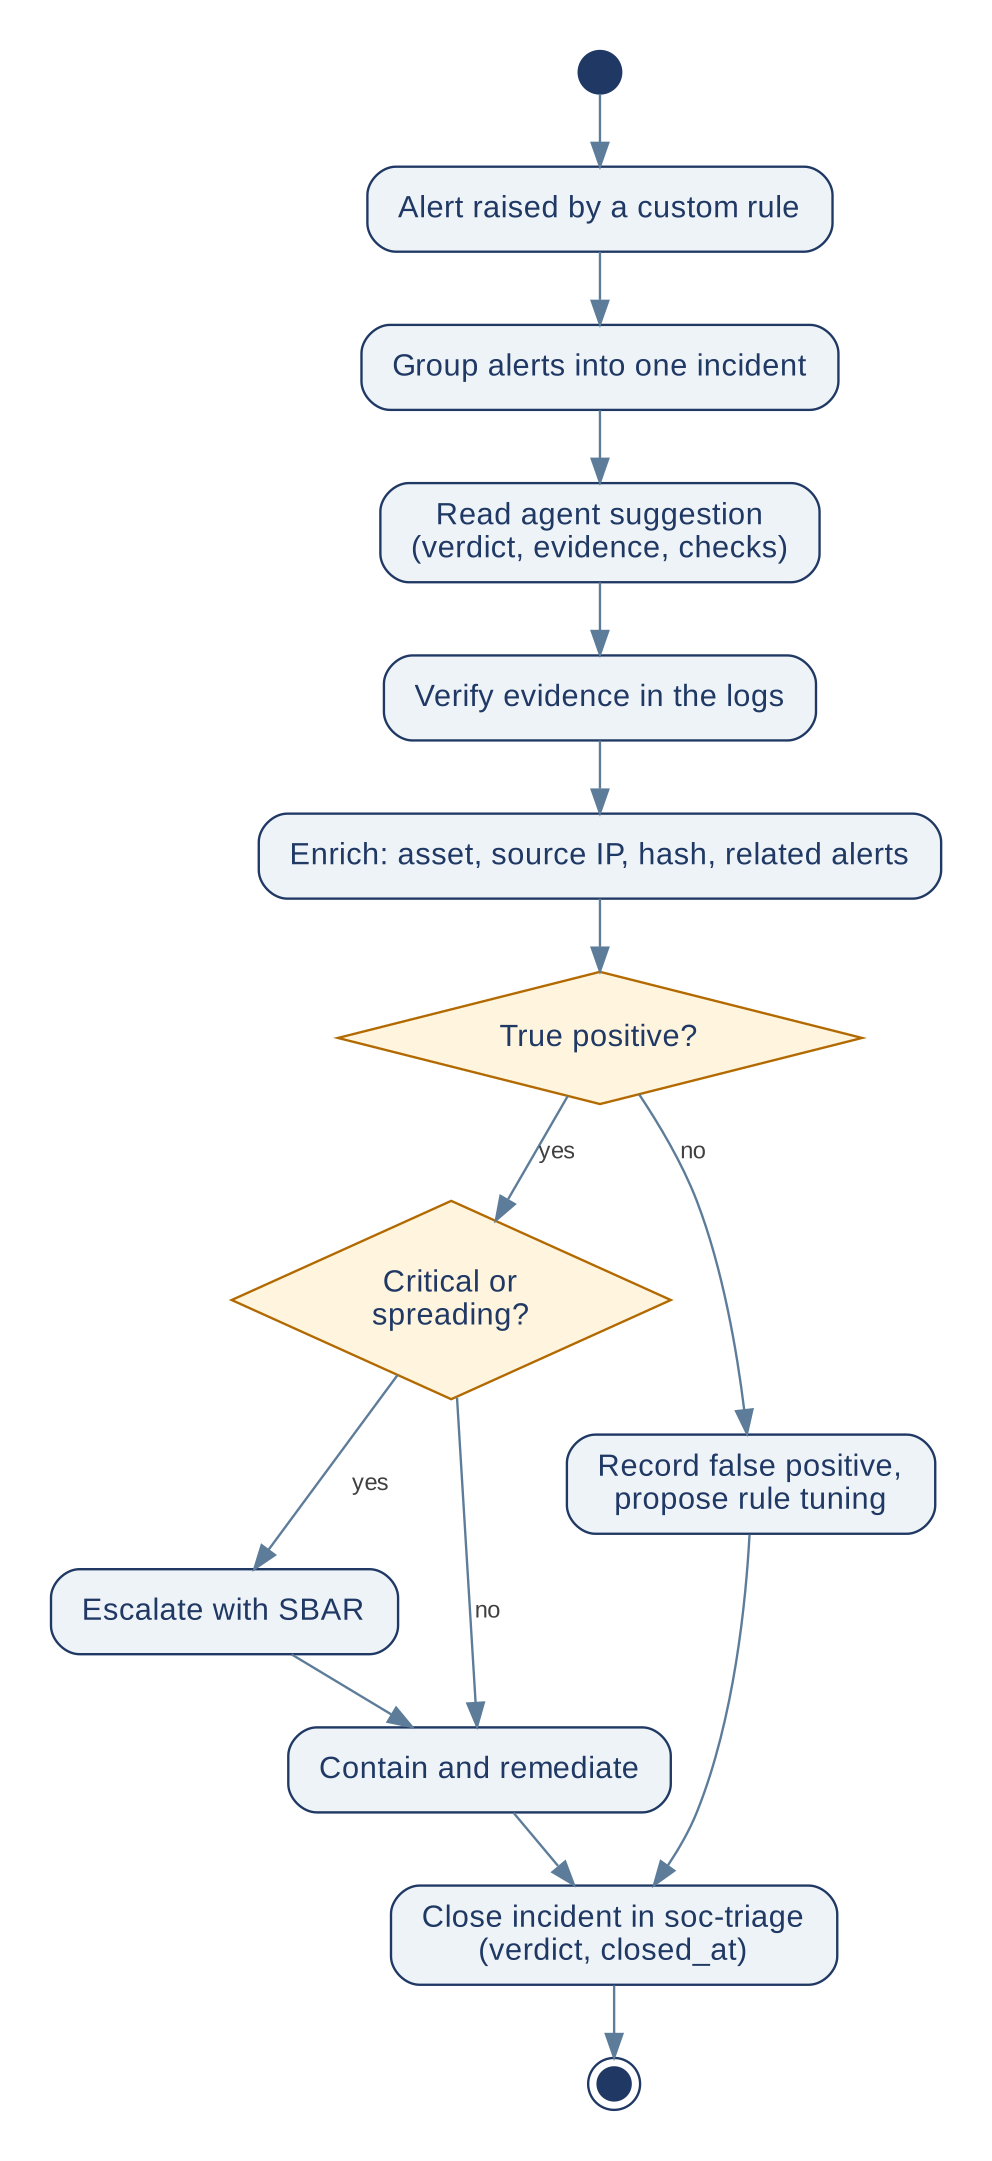 Alert raised by a custom rule
Group alerts into one incident
Read agent suggestion
(verdict, evidence, checks)
Verify evidence in the logs
Enrich: asset, source IP, hash, related alerts
True positive?
yes
no
Critical or
spreading?
yes
Record false positive,
propose rule tuning
Escalate with SBAR
no
Contain and remediate
Close incident in soc-triage
(verdict, closed_at)